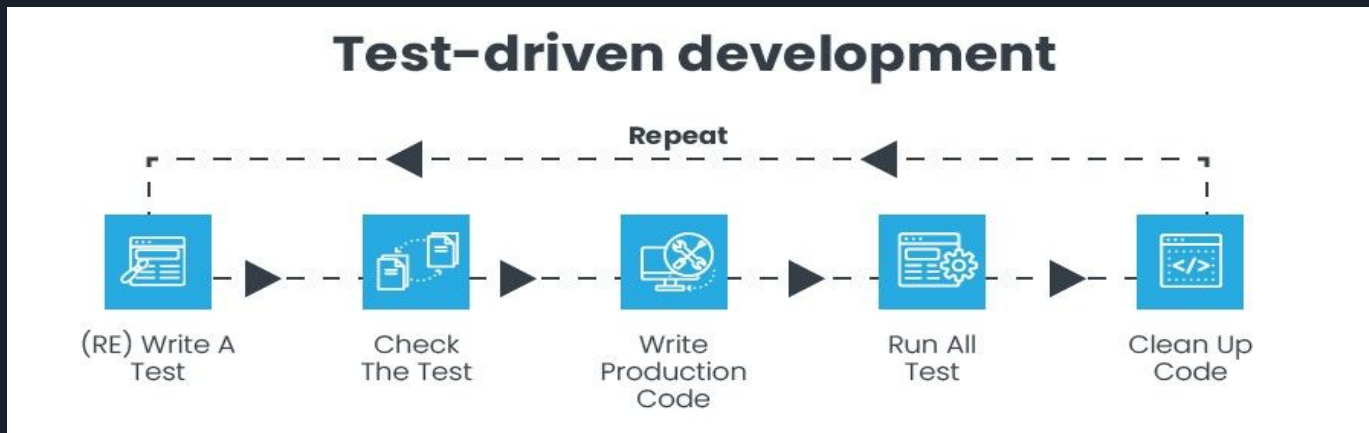 Test-driven development
Repeat
(RE) Write A
Test
Check
The Test
Write
Production
Code
Run All
Test
Clean Up
Code
</>